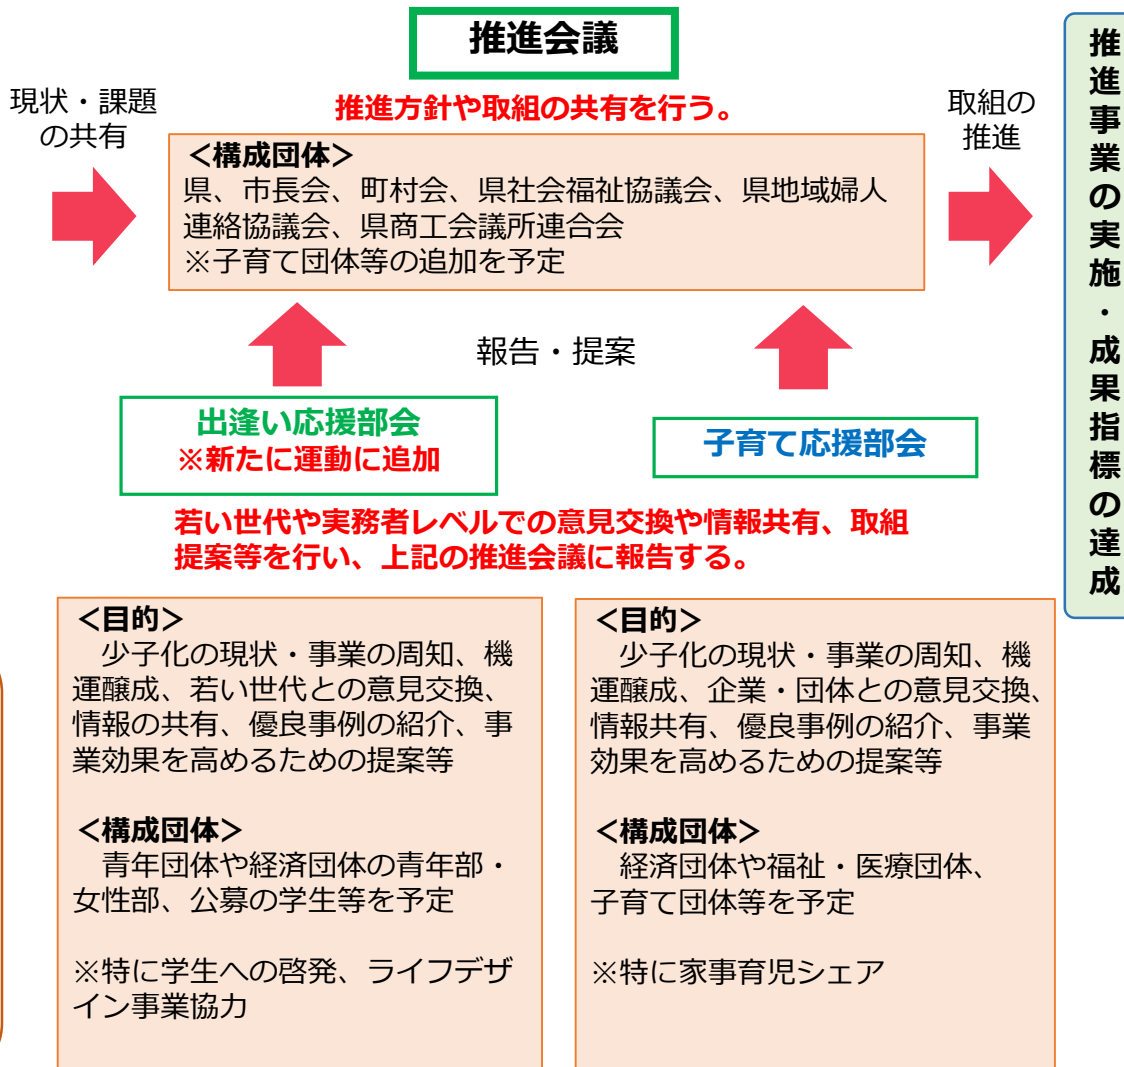 推進会議
現状・課題
の共有
推進方針や取組の共有を行う。
取組の
推進
＜構成団体＞
県、市長会、町村会、県社会福祉協議会、県地域婦人
連絡協議会、県商工会議所連合会
※子育て団体等の追加を予定
推進事業の実施・成果指標の達成
報告・提案
出逢い応援部会
※新たに運動に追加
子育て応援部会
若い世代や実務者レベルでの意見交換や情報共有、取組
提案等を行い、上記の推進会議に報告する。
＜目的＞
　少子化の現状・事業の周知、機
運醸成、若い世代との意見交換、
情報の共有、優良事例の紹介、事
業効果を高めるための提案等
＜構成団体＞
　青年団体や経済団体の青年部・
女性部、公募の学生等を予定
※特に学生への啓発、ライフデザ
イン事業協力
＜目的＞
　少子化の現状・事業の周知、機
運醸成、企業・団体との意見交換、
情報共有、優良事例の紹介、事業
効果を高めるための提案等
＜構成団体＞
　経済団体や福祉・医療団体、
子育て団体等を予定
※特に家事育児シェア